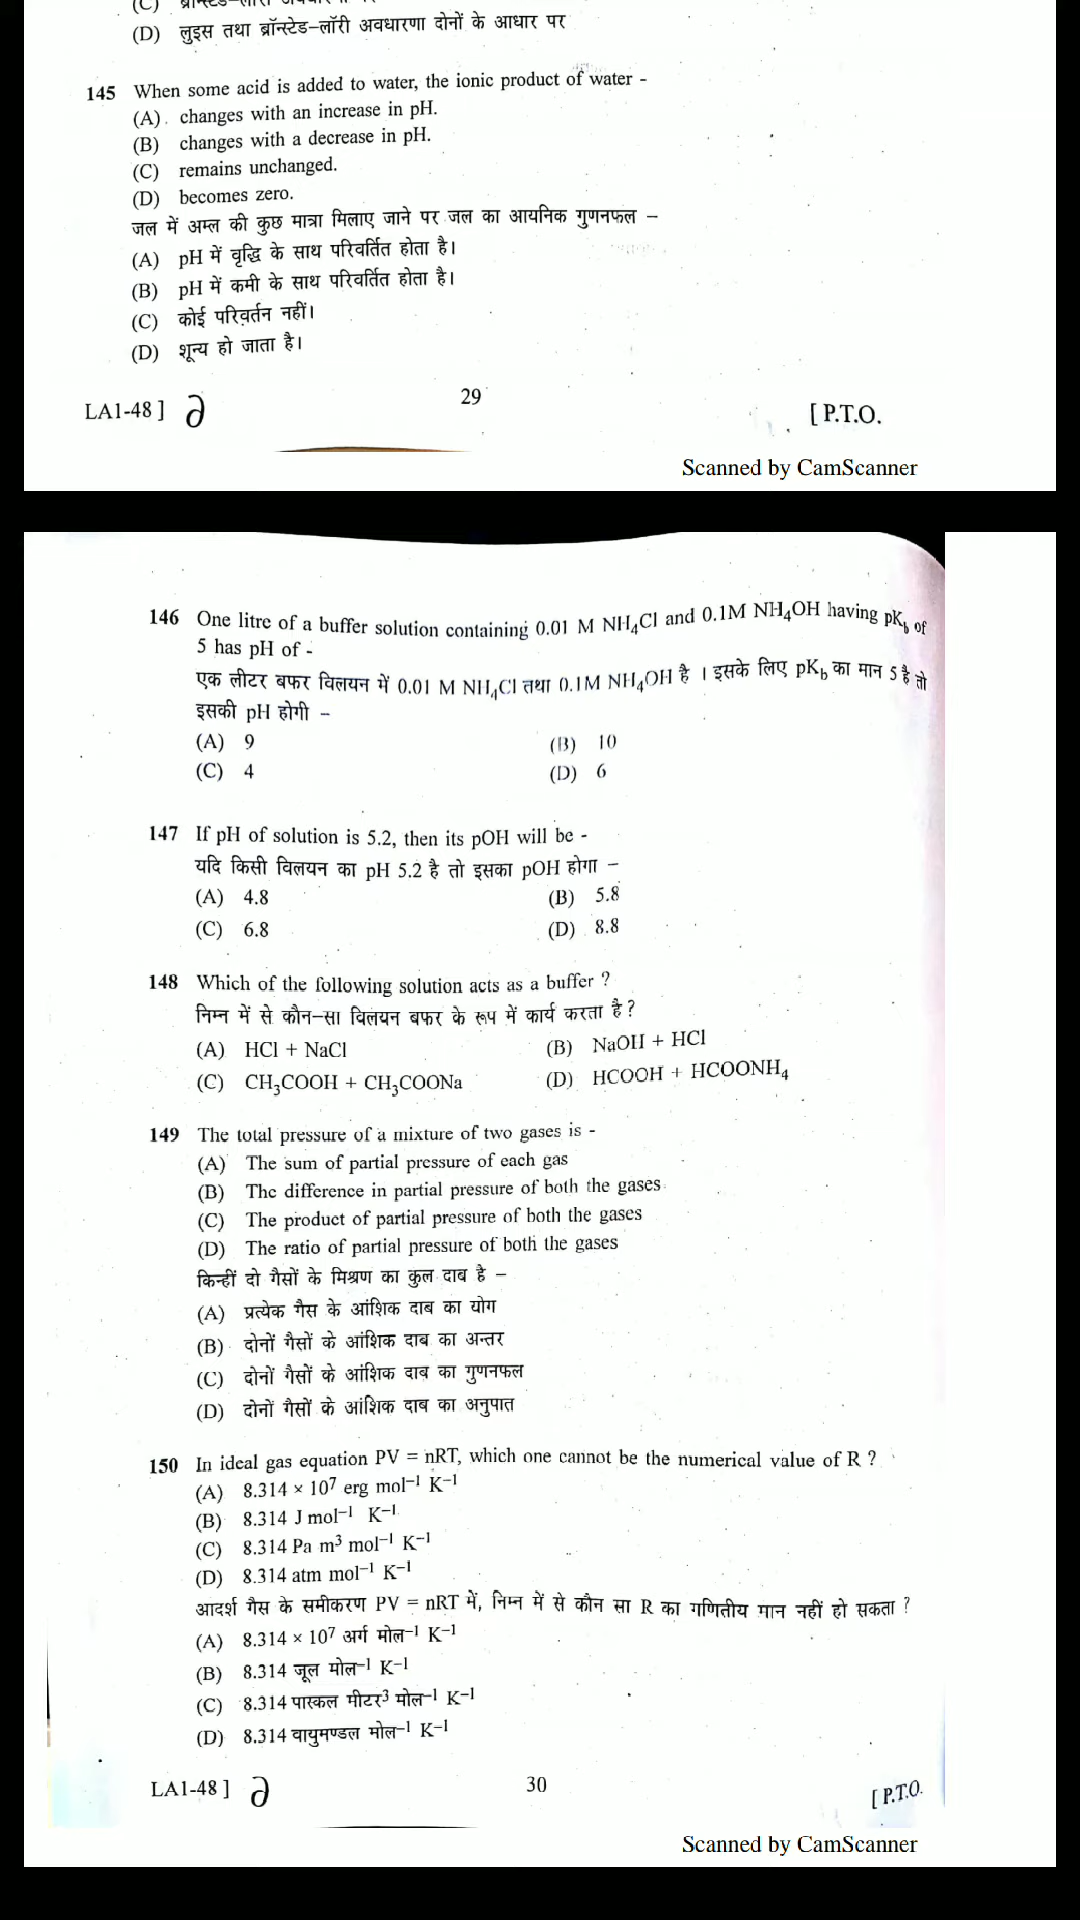 (D) लुइस तथा ब्रॉन्स्टेड–लॉरी अवधारणा दोनों के आधार पर
145 When some acid is added to water, the ionic product of water -
(A) changes with an increase in pH.
(B) changes with a decrease in pH.
(C) remains unchanged.
(D) becomes zero.
जल में अम्ल की कुछ मात्रा मिलाए जाने पर जल का आयनिक गुणनफल –
(A) pH में वृद्धि के साथ परिवर्तित होता है।
(B) pH में कमी के साथ परिवर्तित होता है।
(C) कोई परिवर्तन नहीं।
(D) शून्य हो जाता है।
LA1-48 ] ∂ 29 [ P.T.O.
Scanned by CamScanner
146 One litre of a buffer solution containing 0.01 M NH₄Cl and 0.1M NH₄OH having pK_b of
5 has pH of -
एक लीटर बफर विलयन में 0.01 M NH₄Cl तथा 0.1M NH₄OH है । इसके लिए pK_b का मान 5 है तो
इसकी pH होगी –
(A) 9 (B) 10
(C) 4 (D) 6
147 If pH of solution is 5.2, then its pOH will be -
यदि किसी विलयन का pH 5.2 है तो इसका pOH होगा –
(A) 4.8 (B) 5.8
(C) 6.8 (D) 8.8
148 Which of the following solution acts as a buffer ?
निम्न में से कौन–सा विलयन बफर के रूप में कार्य करता है ?
(A) HCl + NaCl (B) NaOH + HCl
(C) CH₃COOH + CH₃COONa (D) HCOOH + HCOONH₄
149 The total pressure of a mixture of two gases is -
(A) The sum of partial pressure of each gas
(B) The difference in partial pressure of both the gases
(C) The product of partial pressure of both the gases
(D) The ratio of partial pressure of both the gases
किन्हीं दो गैसों के मिश्रण का कुल दाब है –
(A) प्रत्येक गैस के आंशिक दाब का योग
(B) दोनों गैसों के आंशिक दाब का अन्तर
(C) दोनों गैसों के आंशिक दाब का गुणनफल
(D) दोनों गैसों के आंशिक दाब का अनुपात
150 In ideal gas equation PV = nRT, which one cannot be the numerical value of R ?
(A) 8.314 × 10⁷ erg mol⁻¹ K⁻¹
(B) 8.314 J mol⁻¹ K⁻¹
(C) 8.314 Pa m³ mol⁻¹ K⁻¹
(D) 8.314 atm mol⁻¹ K⁻¹
आदर्श गैस के समीकरण PV = nRT में, निम्न में से कौन सा R का गणितीय मान नहीं हो सकता ?
(A) 8.314 × 10⁷ अर्ग मोल⁻¹ K⁻¹
(B) 8.314 जूल मोल⁻¹ K⁻¹
(C) 8.314 पास्कल मीटर³ मोल⁻¹ K⁻¹
(D) 8.314 वायुमण्डल मोल⁻¹ K⁻¹
LA1-48 ] ∂ 30 [ P.T.O.
Scanned by CamScanner